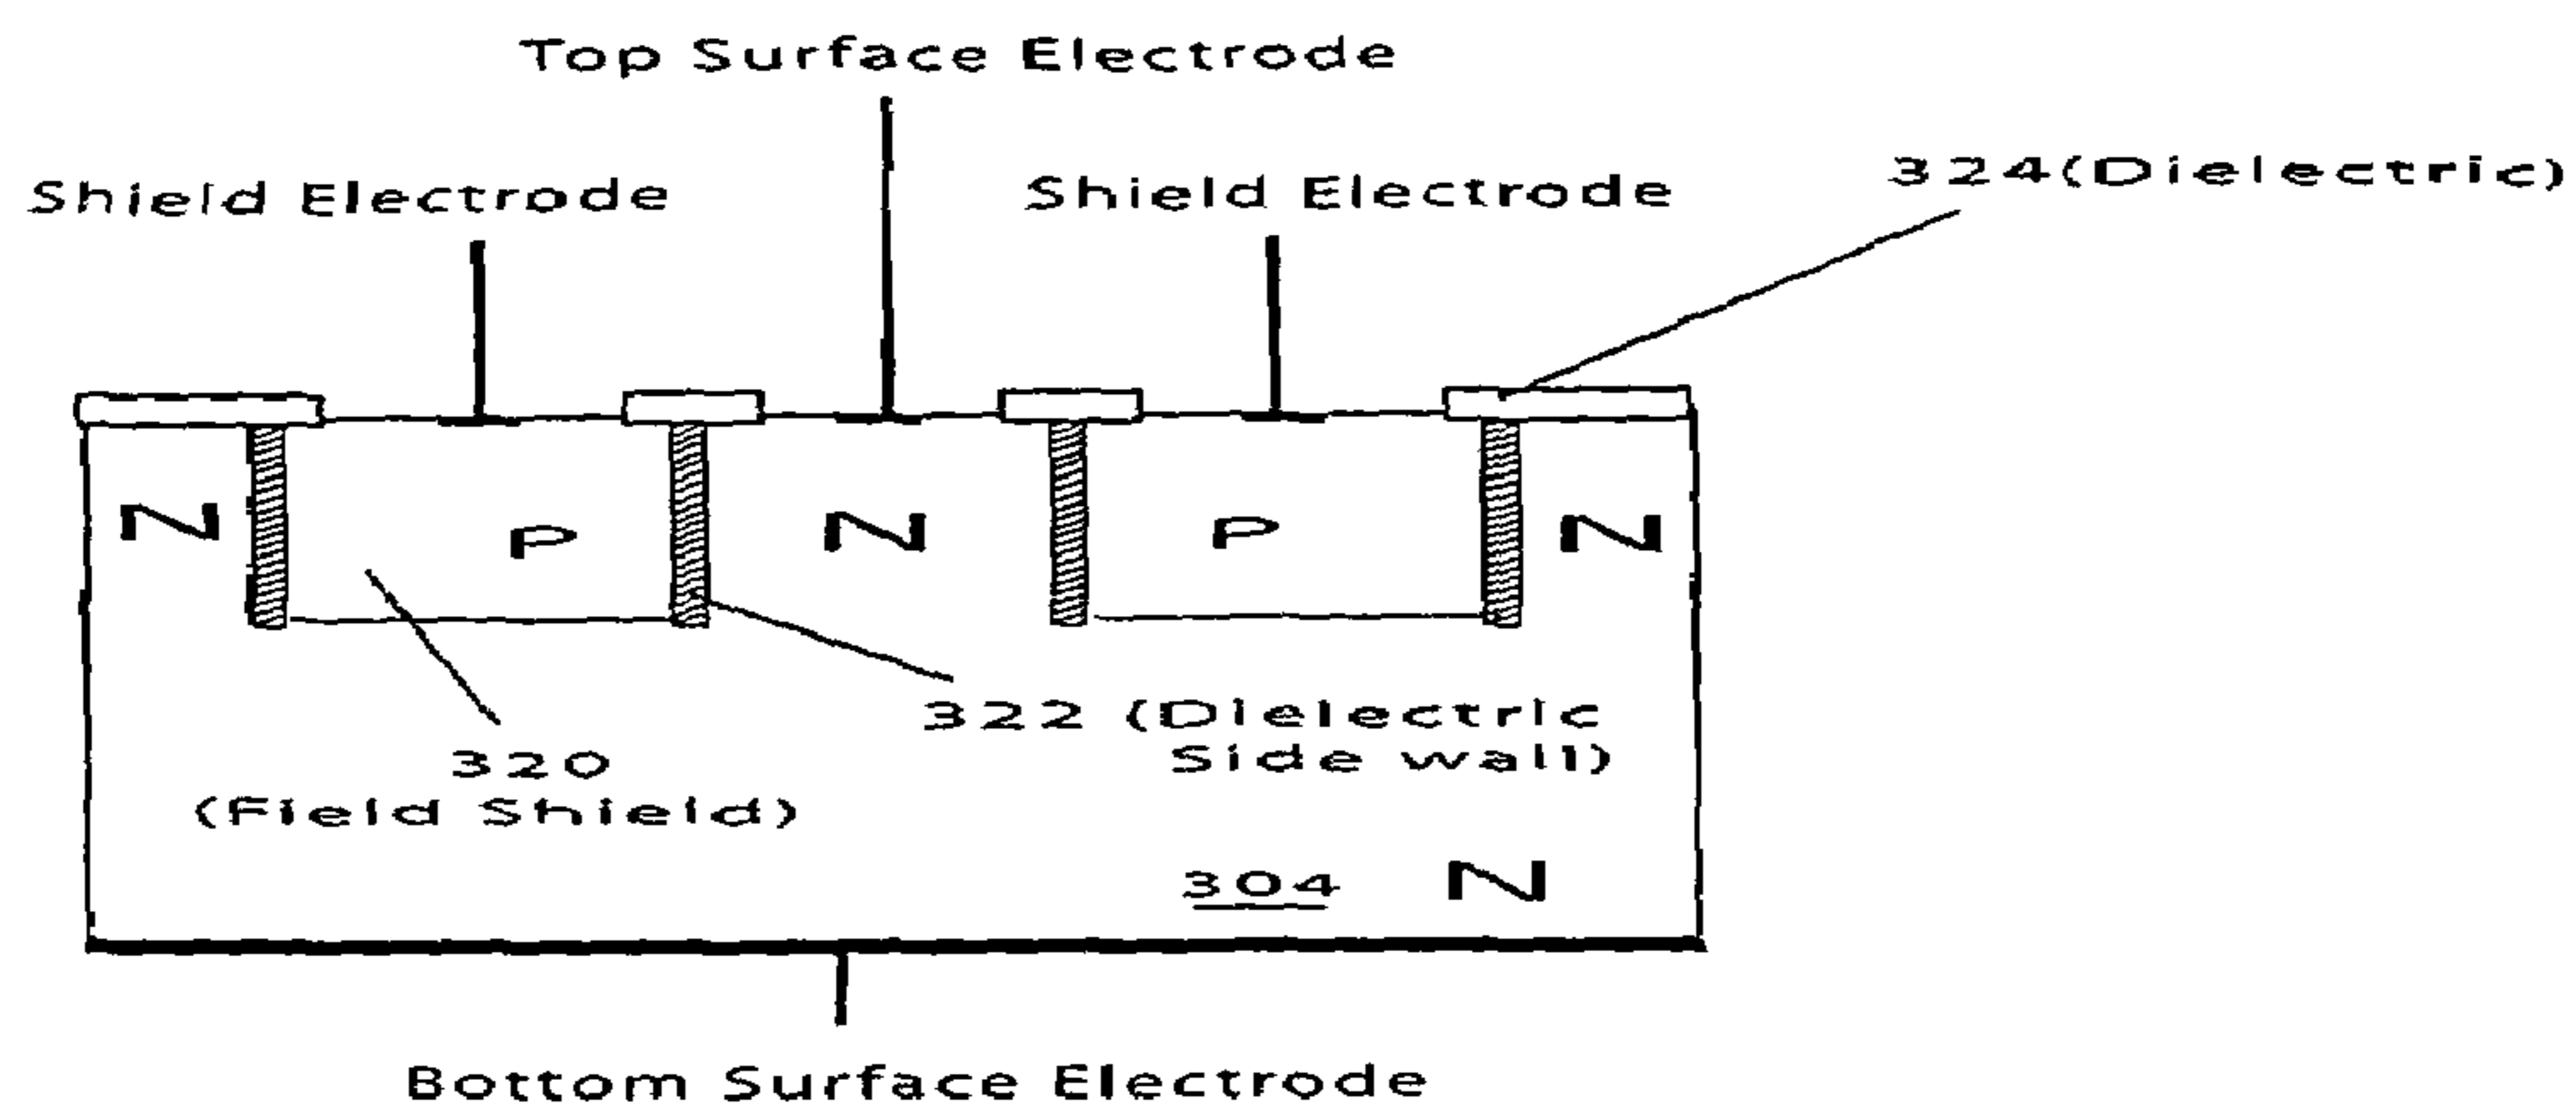 Top Surface Electrode
Shield Electrode
Shield Electrode
324(Dielectric)
N
P
N
P
N
322 (Dielectric
Side wall)
320
(Field Shield)
304
N
Bottom Surface Electrode